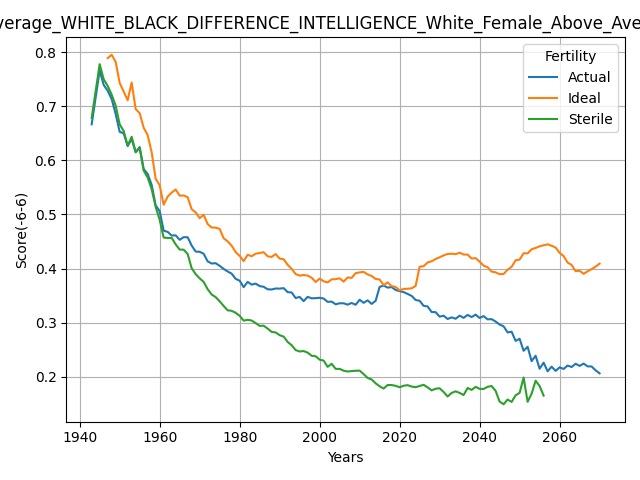 verage_WHITE_BLACK_DIFFERENCE_INTELLIGENCE_White_Female_Above_Ave
Fertility
Actual
Ideal
Sterile
Score(-6-6)
0.8
0.7
0.6
0.5
0.4
0.3
0.2
1940 1960 1980 2000 2020 2040 2060
Years